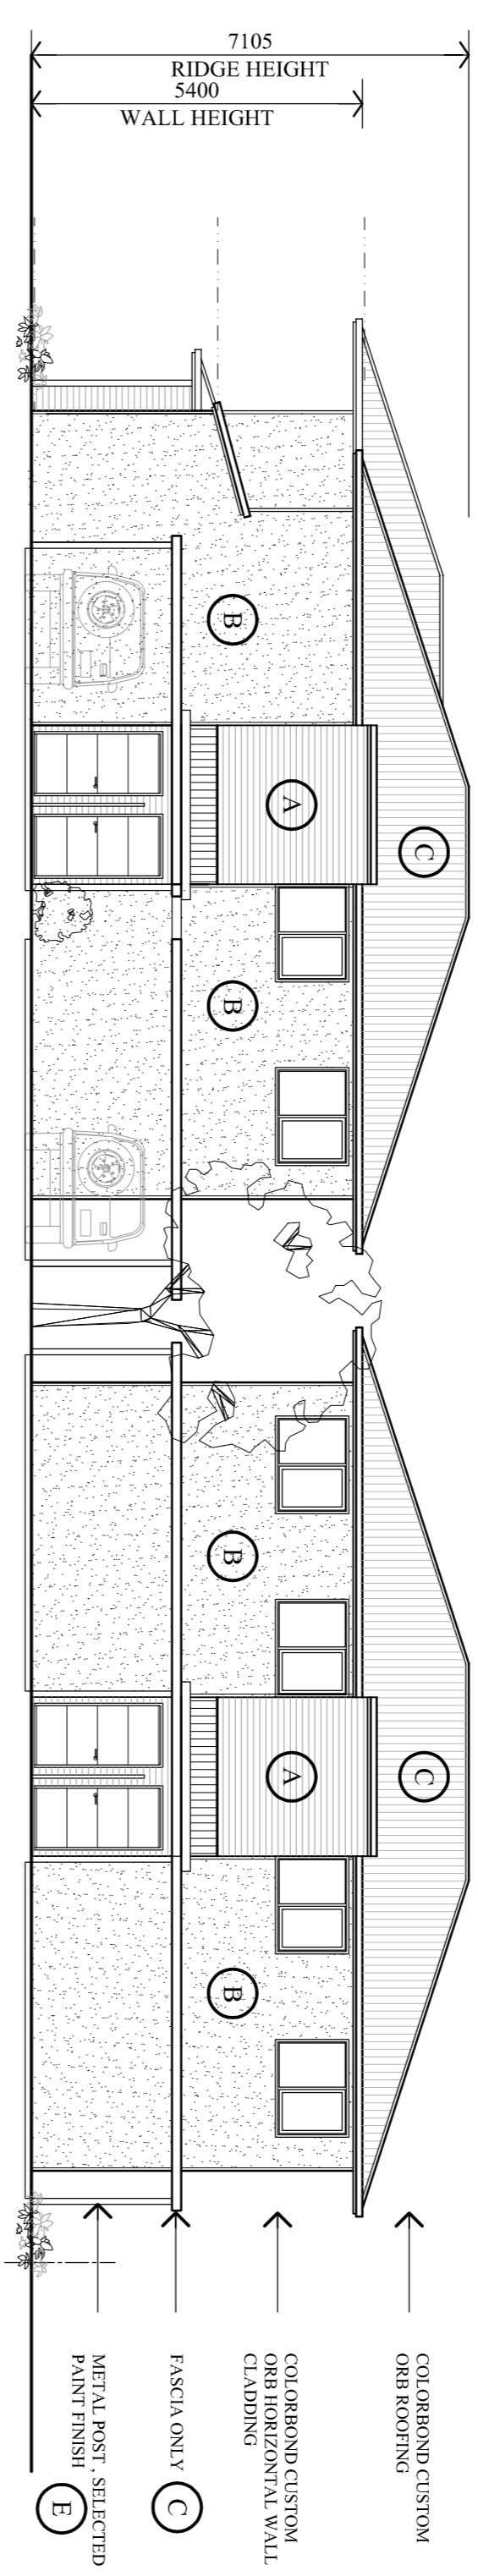 7105
RIDGE HEIGHT
5400
WALL HEIGHT
B
A
C
B
B
A
C
B
COLORBOND CUSTOM
ORB ROOFING
COLORBOND CUSTOM
ORB HORIZONTAL WALL
CLADDING
FASCIA ONLY
C
METAL POST , SELECTED
PAINT FINISH
E